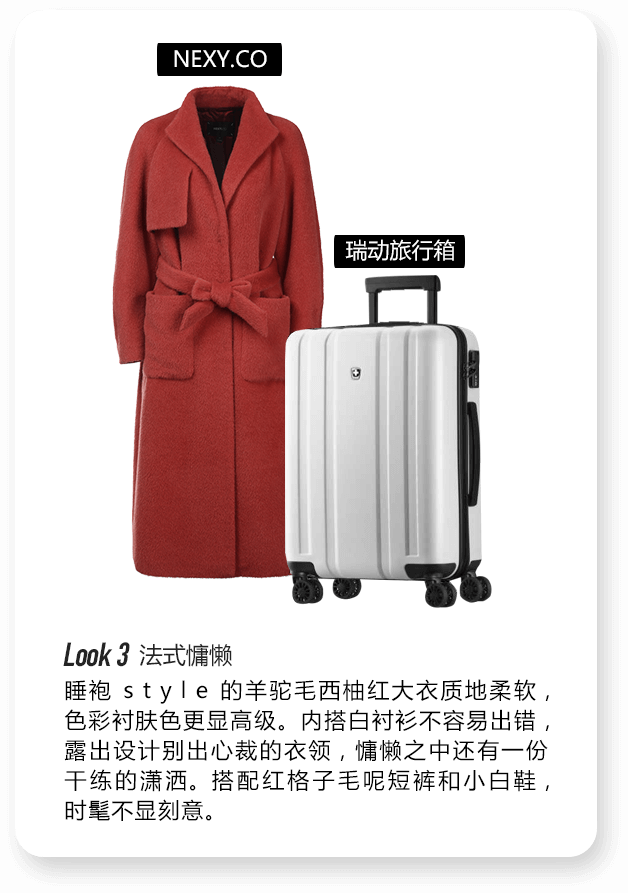 NEXY.CO
瑞动旅行箱
Look 3 法式慵懒
睡袍 style 的羊驼毛西柚红大衣质地柔软，
色彩衬肤色更显高级。内搭白衬衫不容易出错，
露出设计别出心裁的衣领，慵懒之中还有一份
干练的潇洒。搭配红格子毛呢短裤和小白鞋，
时髦不显刻意。